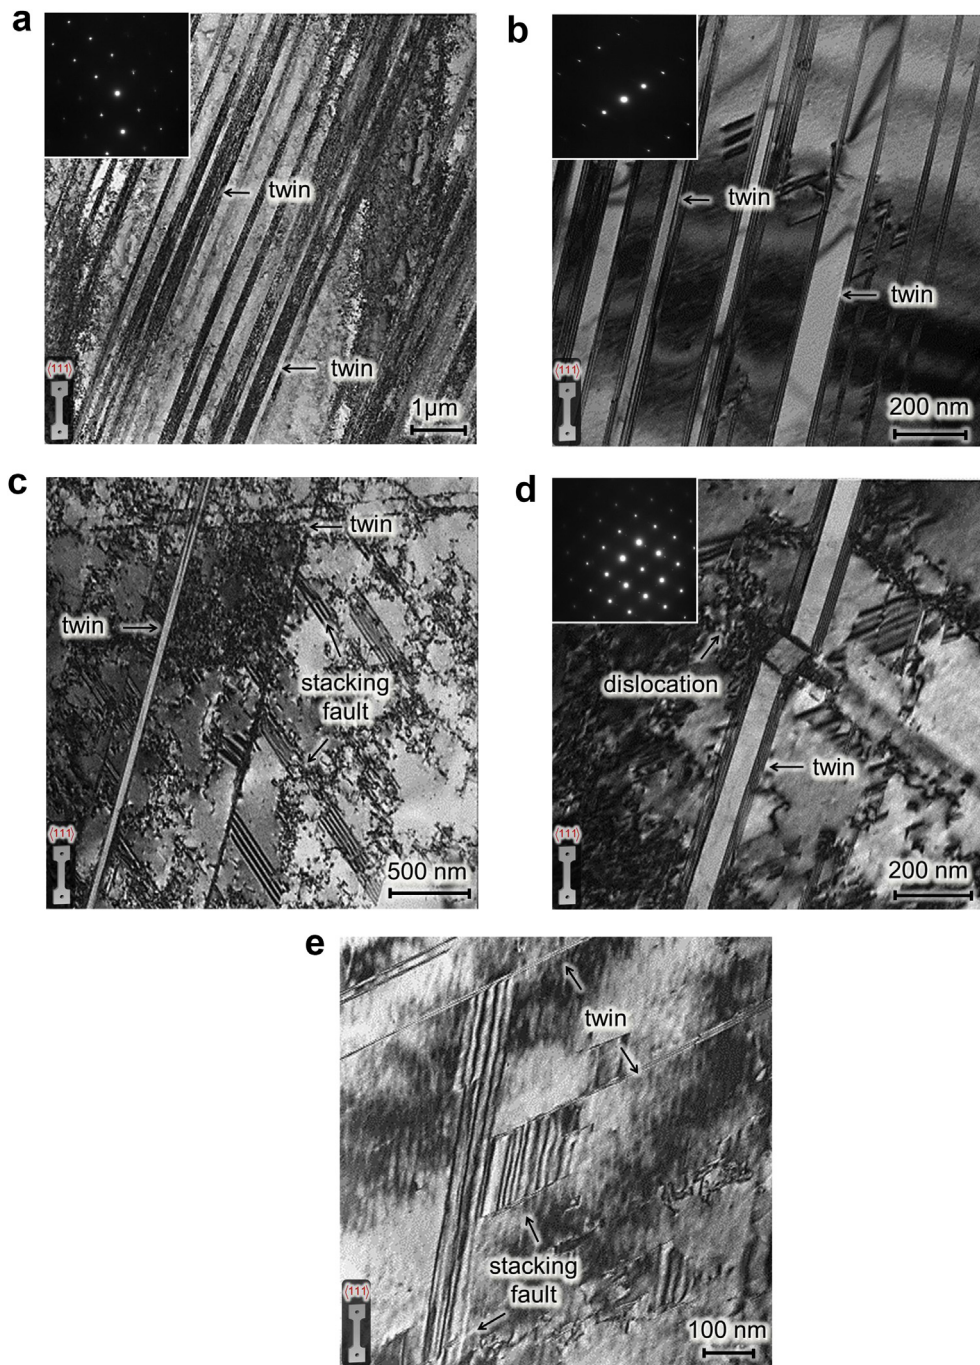 a
twin
twin
⟨111⟩
1µm
b
twin
twin
⟨111⟩
200 nm
c
twin
twin
stacking
fault
⟨111⟩
500 nm
d
dislocation
twin
⟨111⟩
200 nm
e
twin
stacking
fault
⟨111⟩
100 nm